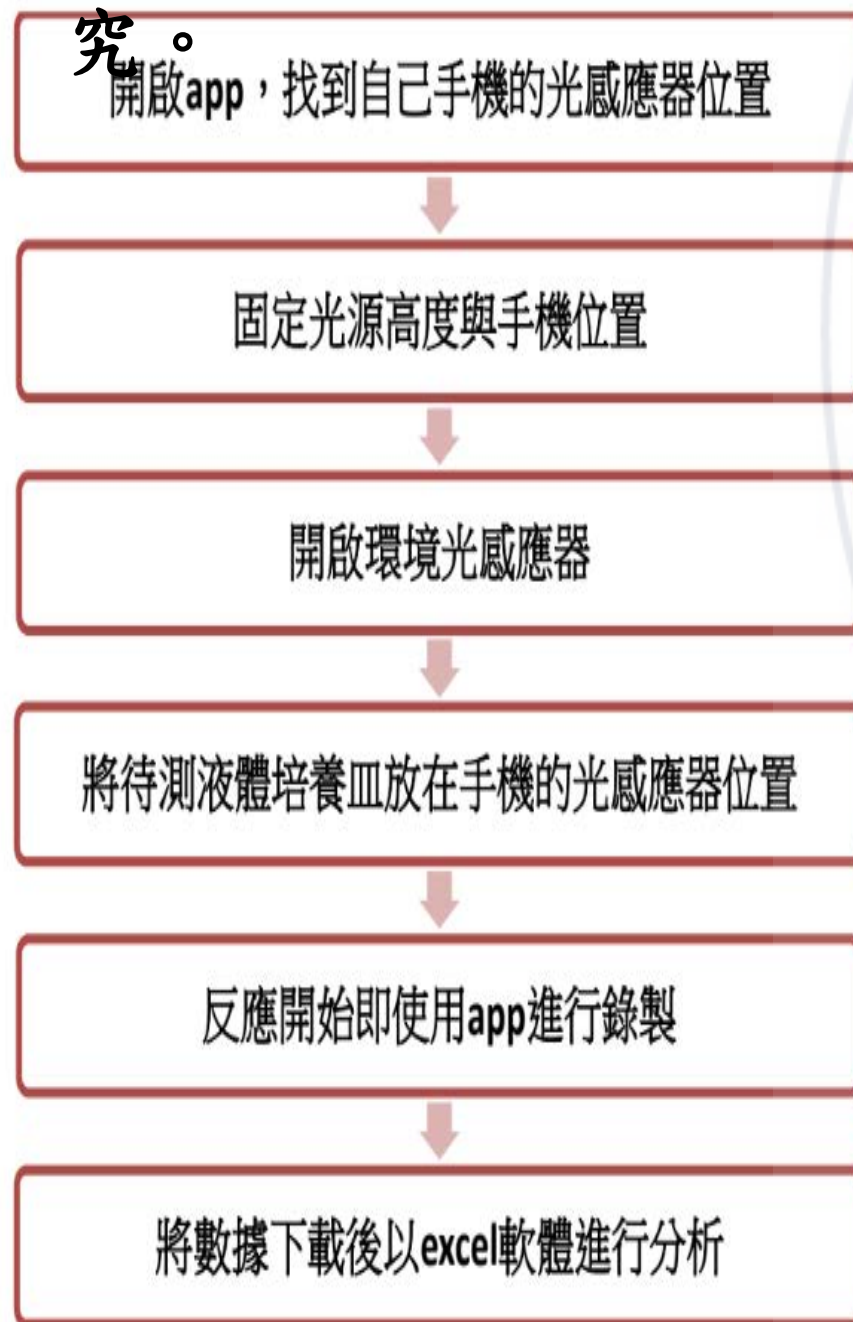 究。
開啟app，找到自己手機的光感應器位置
固定光源高度與手機位置
開啟環境光感應器
將待測液體培養皿放在手機的光感應器位置
反應開始即使用app進行錄製
將數據下載後以excel軟體進行分析